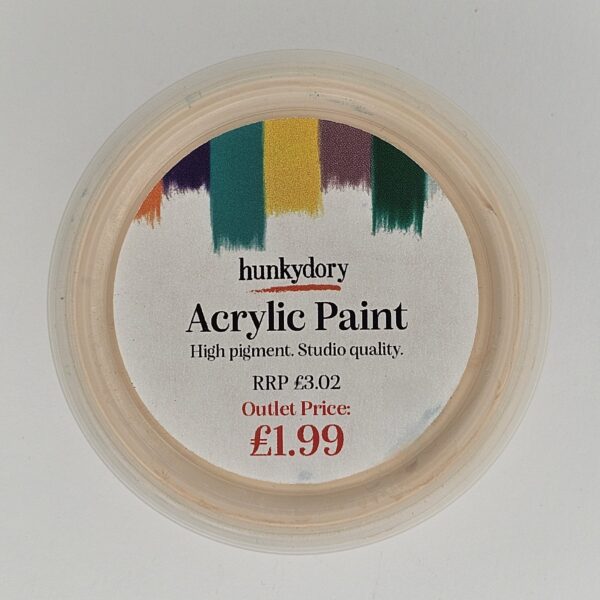 hunkydory
Acrylic Paint
High pigment. Studio quality.
RRP £3.02
Outlet Price:
£1.99